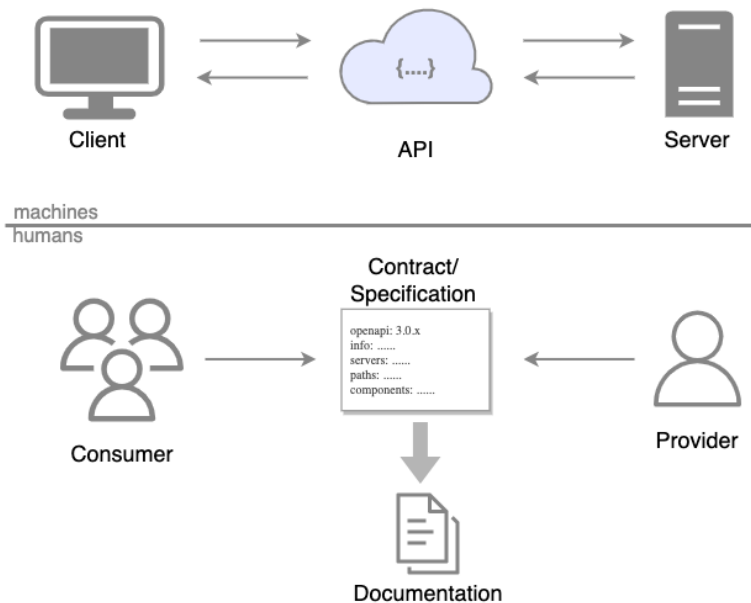 {....}
Client
API
Server
machines
humans
Contract/
Specification
openapi: 3.0.x
info: ......
servers: ......
paths: ......
components: ......
Consumer
Provider
Documentation